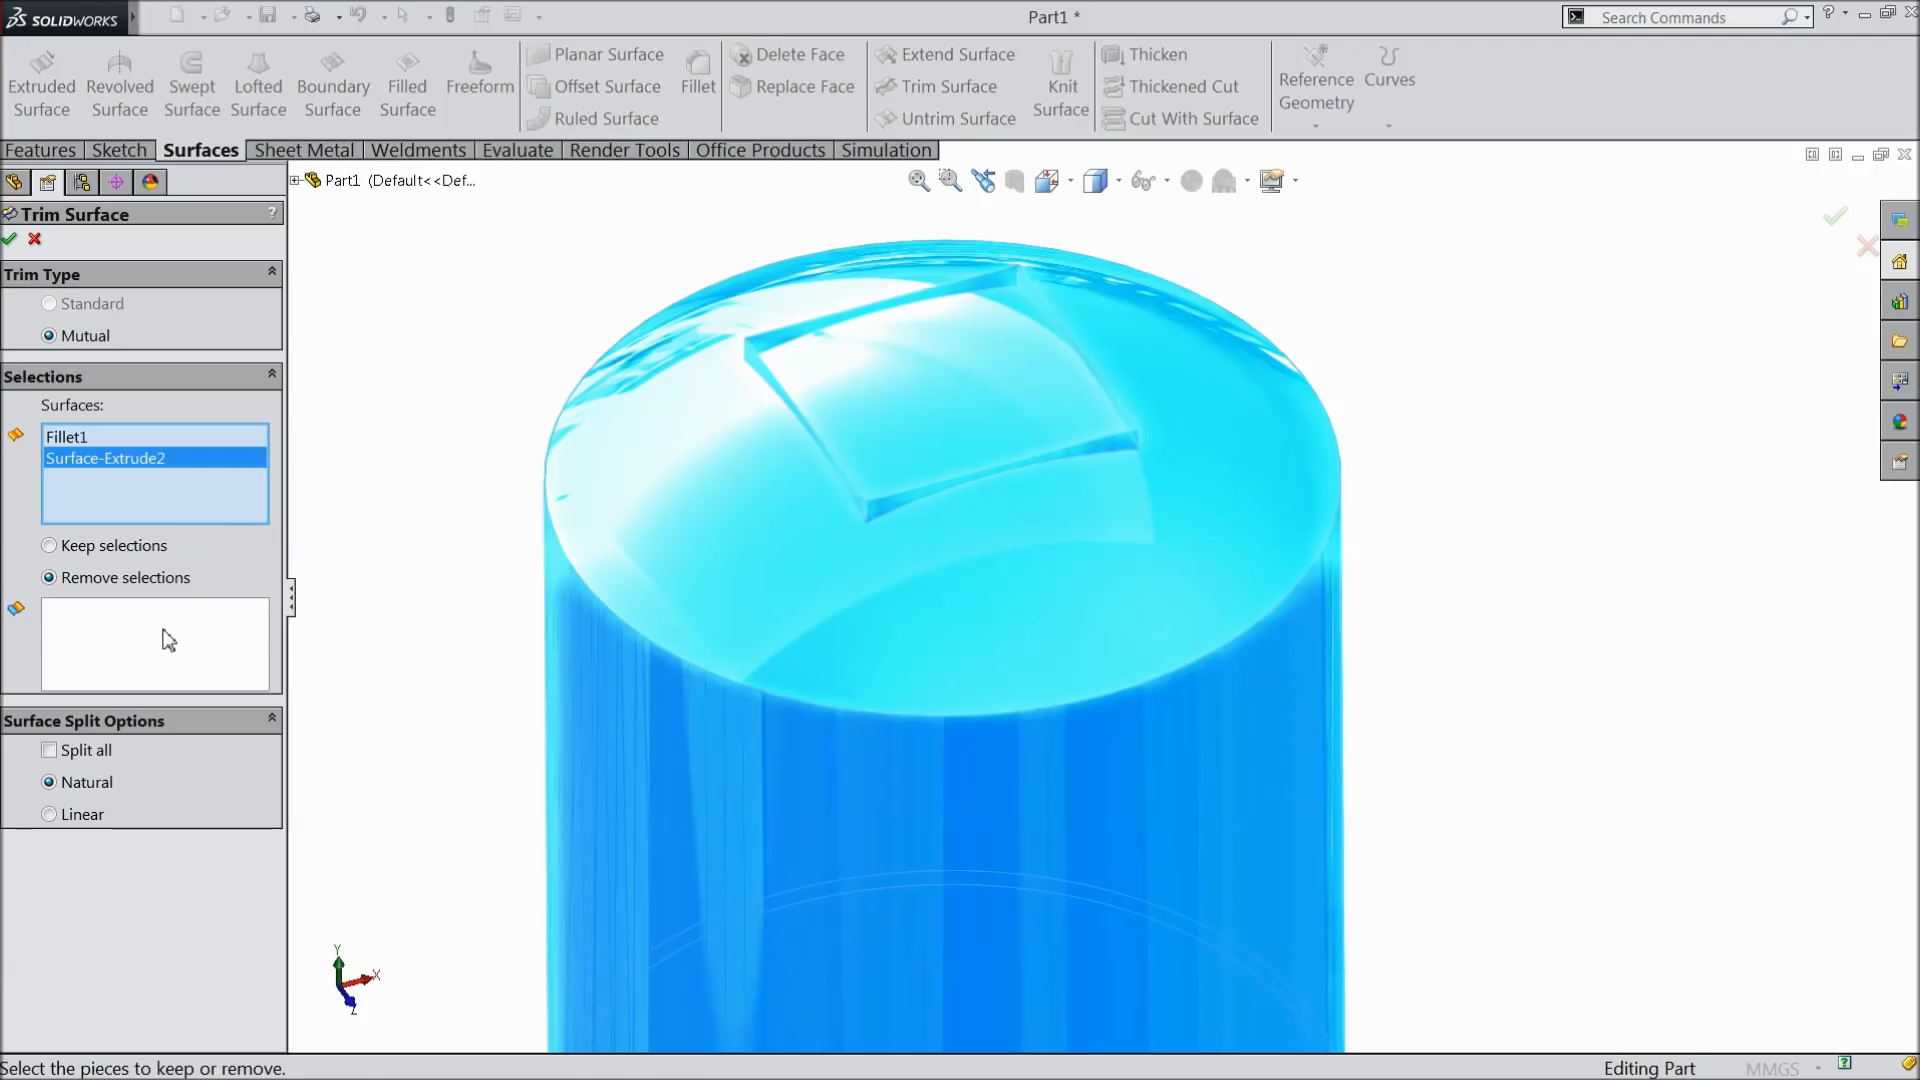 SOLIDWORKS
Part1 *
Search Commands
Extruded Surface
Revolved Surface
Swept Surface
Lofted Surface
Boundary Surface
Filled Surface
Freeform
Planar Surface
Offset Surface
Ruled Surface
Fillet
Delete Face
Replace Face
Extend Surface
Trim Surface
Untrim Surface
Knit Surface
Thicken
Thickened Cut
Cut With Surface
Reference Geometry
Curves
Features
Sketch
Surfaces
Sheet Metal
Weldments
Evaluate
Render Tools
Office Products
Simulation
Part1 (Default<<Def...
Trim Surface
?
Trim Type
Standard
Mutual
Selections
Surfaces:
Fillet1
Surface-Extrude2
Keep selections
Remove selections
Surface Split Options
Split all
Natural
Linear
Y
X
Z
Select the pieces to keep or remove.
Editing Part
MMGS